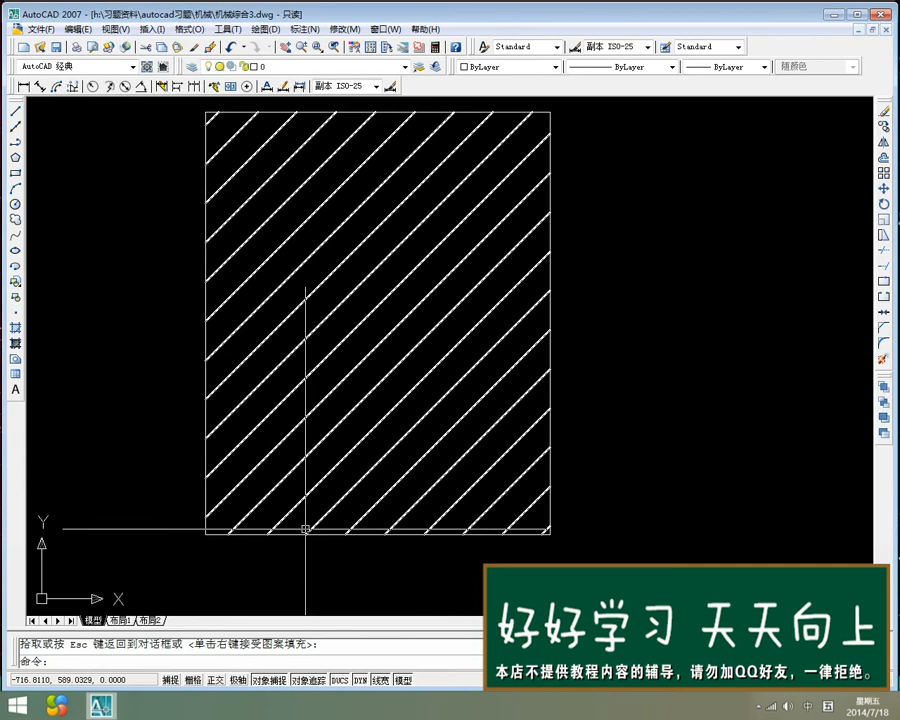 AutoCAD 2007 - [h:\习题资料\autocad习题\机械\机械综合3.dwg - 只读]
文件(F) 编辑(E) 视图(V) 插入(I) 格式(O) 工具(T) 绘图(D) 标注(N) 修改(M) 窗口(W) 帮助(H)
Standard 副本 ISO-25 Standard
AutoCAD 经典 0 ByLayer ByLayer ByLayer 随颜色
副本 ISO-25
A
Y
X
模型 布局1 布局2
拾取或按 Esc 键返回到对话框或 <单击右键接受图案填充>:
命令:
-716.8110, 589.0329, 0.0000 捕捉 栅格 正交 极轴 对象捕捉 对象追踪 DUCS DYN 线宽 模型
好好学习 天天向上
本店不提供教程内容的辅导，请勿加QQ好友，一律拒绝。
中 五
星期五
2014/7/18